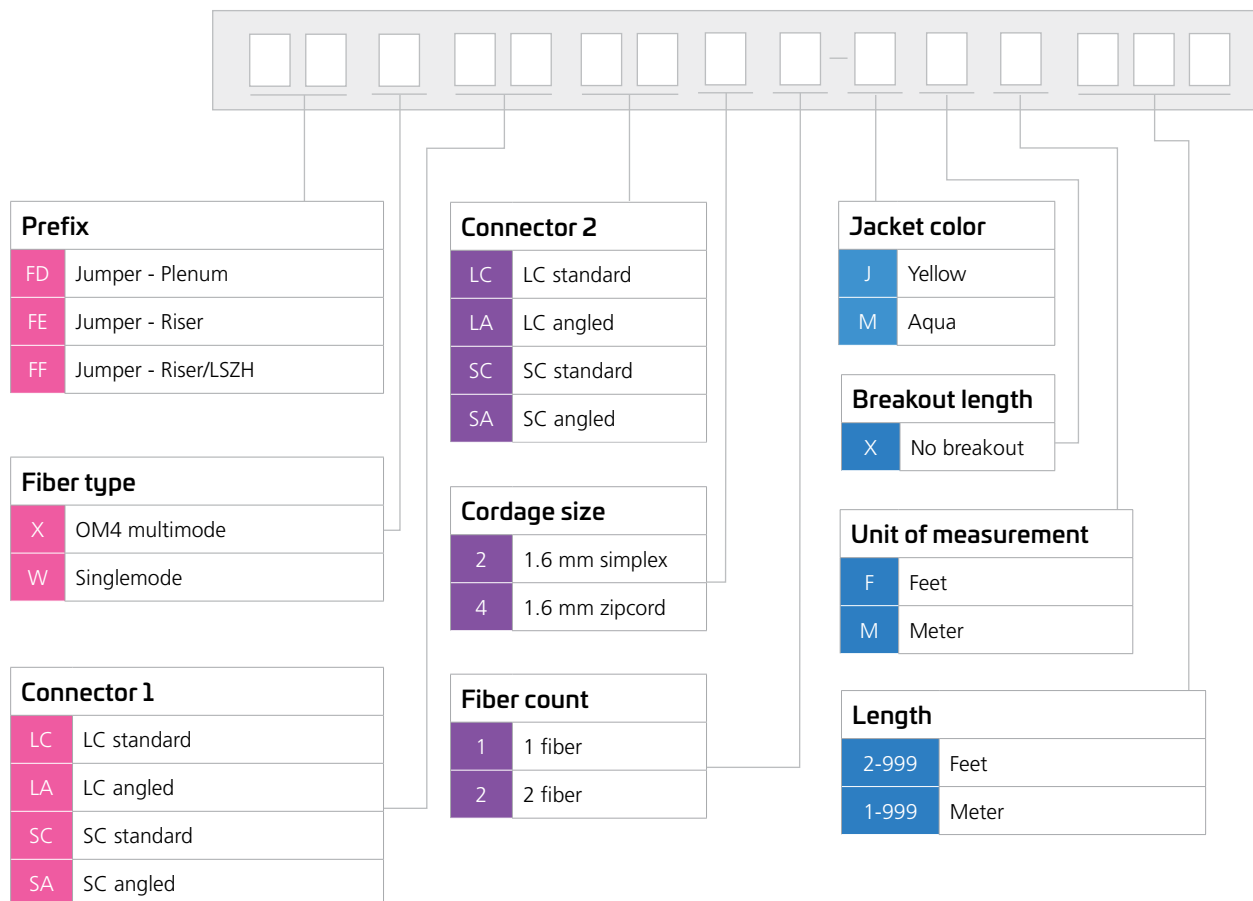 Prefix
FD Jumper - Plenum
FE Jumper - Riser
FF Jumper - Riser/LSZH
Fiber type
X OM4 multimode
W Singlemode
Connector 1
LC LC standard
LA LC angled
SC SC standard
SA SC angled
Connector 2
LC LC standard
LA LC angled
SC SC standard
SA SC angled
Cordage size
2 1.6 mm simplex
4 1.6 mm zipcord
Fiber count
1 1 fiber
2 2 fiber
Jacket color
J Yellow
M Aqua
Breakout length
X No breakout
Unit of measurement
F Feet
M Meter
Length
2-999 Feet
1-999 Meter